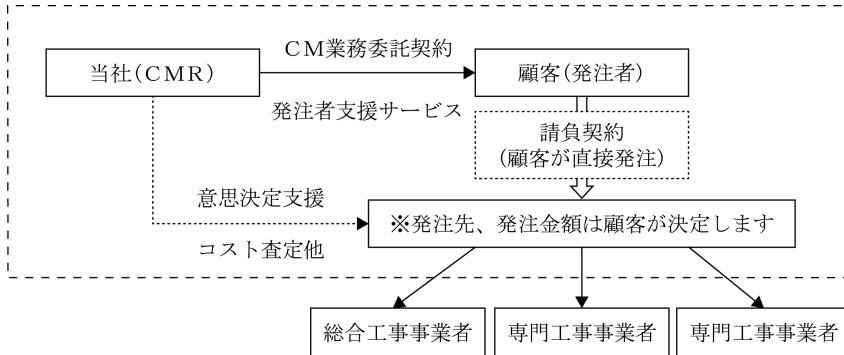 CM業務委託契約
当社(CMR)
顧客(発注者)
発注者支援サービス
請負契約
(顧客が直接発注)
意思決定支援
※発注先、発注金額は顧客が決定します
コスト査定他
総合工事事業者
専門工事事業者
専門工事事業者